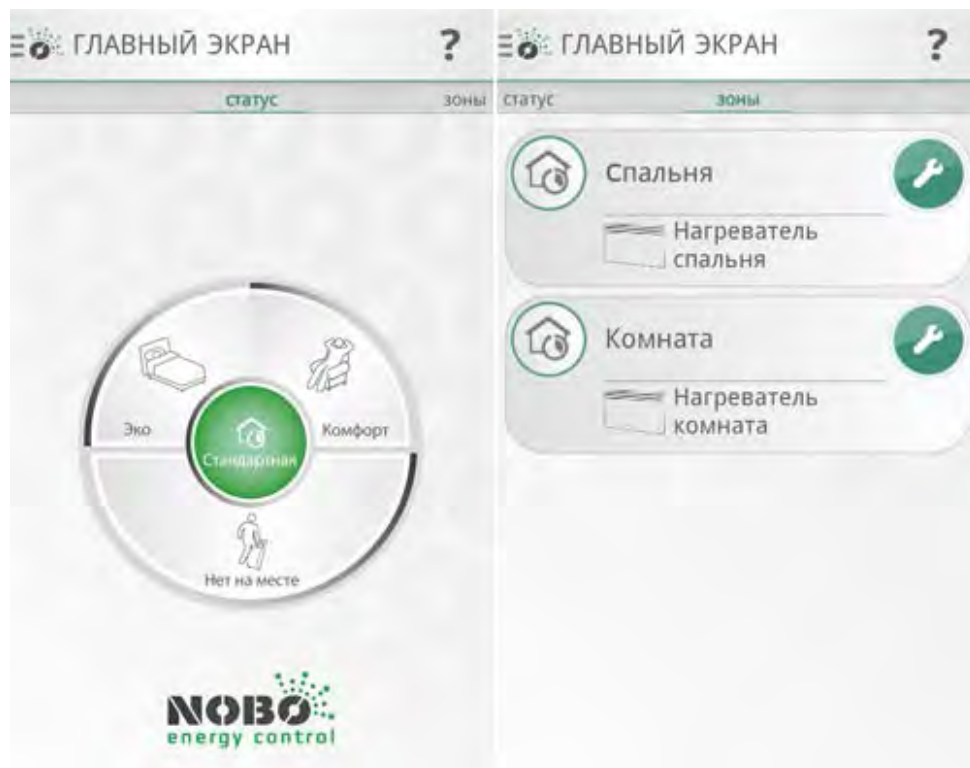 ГЛАВНЫЙ ЭКРАН ?
статус зоны
Эко
Комфорт
Стандартная
Нет на месте
NOBO
energy control
ГЛАВНЫЙ ЭКРАН ?
статус зоны
Спальня
Нагреватель
спальня
Комната
Нагреватель
комната